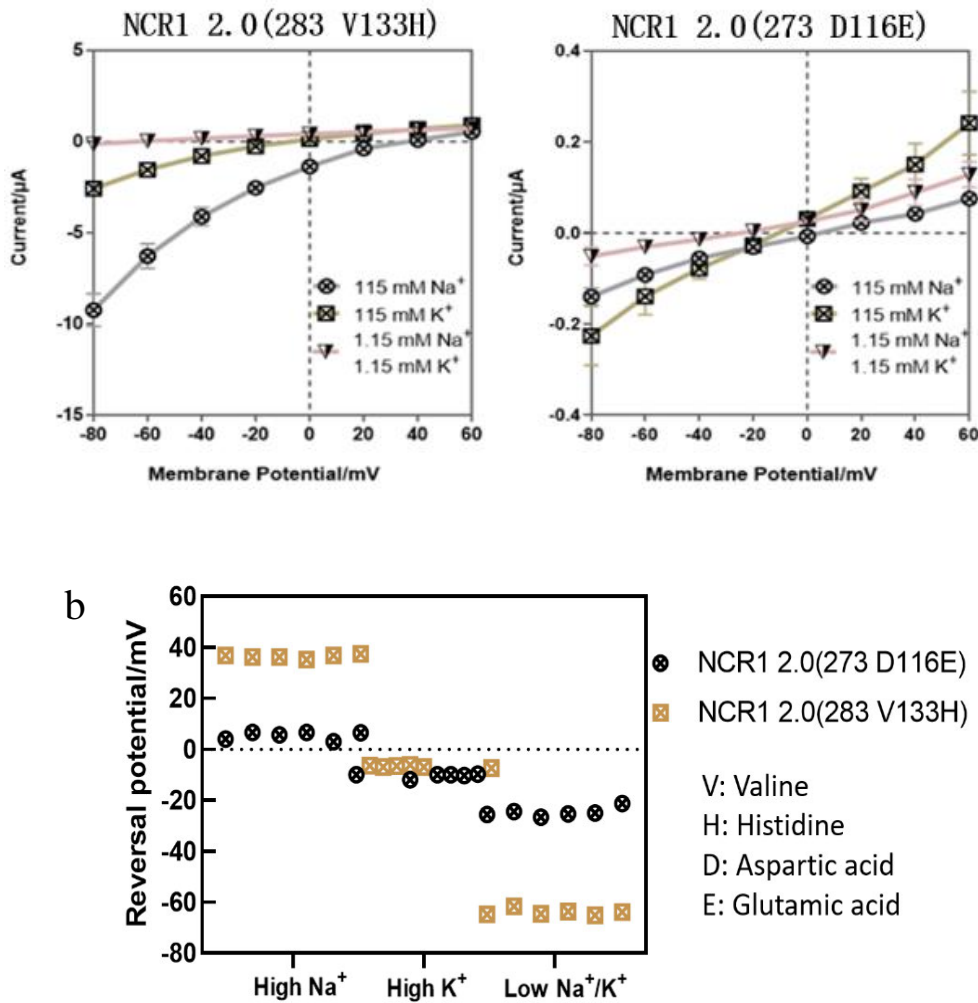 NCR1 2.0(283 V133H)
5
0
-5
-10
-15
Current/µA
-80 -60 -40 -20 0 20 40 60
Membrane Potential/mV
115 mM Na⁺
115 mM K⁺
1.15 mM Na⁺
1.15 mM K⁺
NCR1 2.0(273 D116E)
0.4
0.2
0.0
-0.2
-0.4
Current/µA
-80 -60 -40 -20 0 20 40 60
Membrane Potential/mV
115 mM Na⁺
115 mM K⁺
1.15 mM Na⁺
1.15 mM K⁺
b
60
40
20
0
-20
-40
-60
-80
Reversal potential/mV
High Na⁺ High K⁺ Low Na⁺/K⁺
NCR1 2.0(273 D116E)
NCR1 2.0(283 V133H)
V: Valine
H: Histidine
D: Aspartic acid
E: Glutamic acid